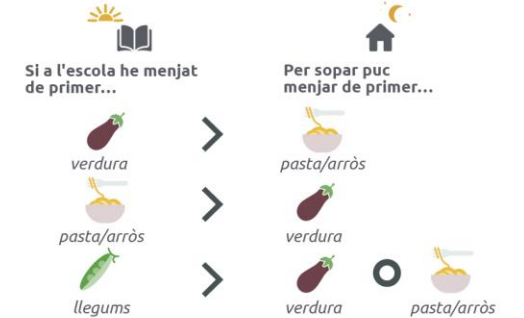 Si a l'escola he menjat
de primer...
Per sopar puc
menjar de primer...
verdura
pasta/arròs
pasta/arròs
verdura
llegums
verdura
O
pasta/arròs